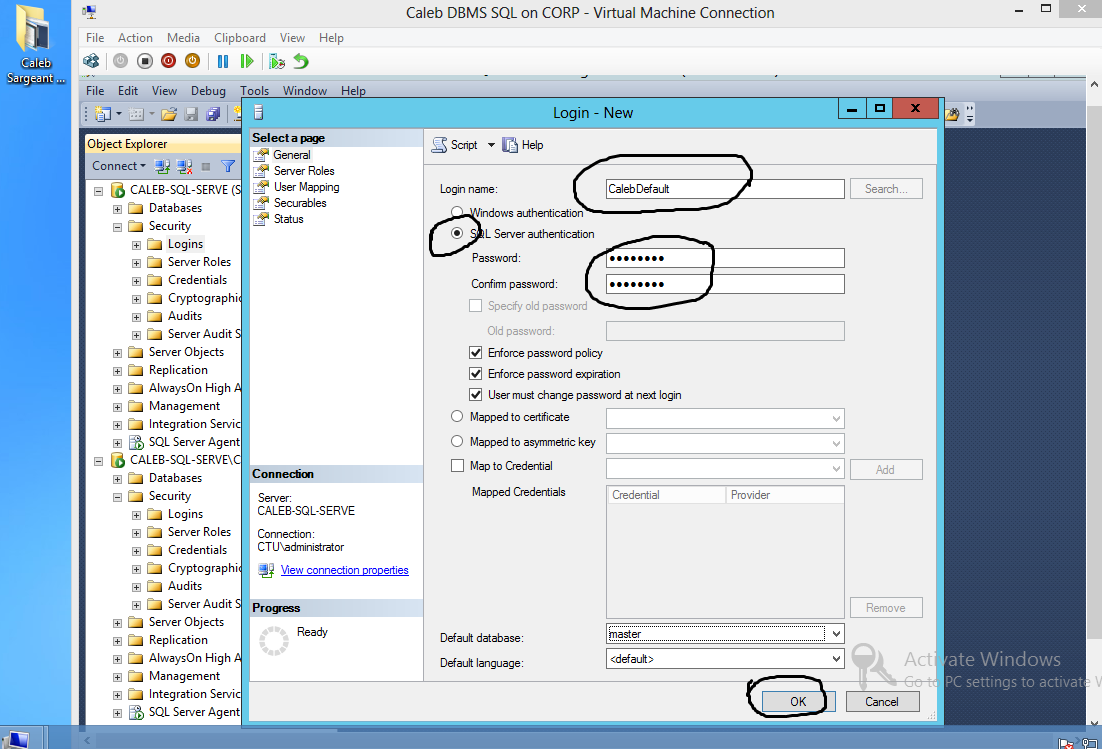 Caleb DBMS SQL on CORP - Virtual Machine Connection
Caleb
Sargeant ...
File Action Media Clipboard View Help
File Edit View Debug Tools Window Help
Login - New
Object Explorer
Connect
CALEB-SQL-SERVE (S
Databases
Security
Logins
Server Roles
Credentials
Cryptographic
Audits
Server Audit S
Server Objects
Replication
AlwaysOn High A
Management
Integration Servic
SQL Server Agent
CALEB-SQL-SERVE\C
Databases
Security
Logins
Server Roles
Credentials
Cryptographic
Audits
Server Audit S
Server Objects
Replication
AlwaysOn High A
Management
Integration Servic
SQL Server Agent
Select a page
General
Server Roles
User Mapping
Securables
Status
Connection
Server:
CALEB-SQL-SERVE
Connection:
CTU\administrator
View connection properties
Progress
Ready
Script Help
Login name: CalebDefault Search...
Windows authentication
SQL Server authentication
Password: ●●●●●●●●
Confirm password: ●●●●●●●●
Specify old password
Old password:
Enforce password policy
Enforce password expiration
User must change password at next login
Mapped to certificate
Mapped to asymmetric key
Map to Credential Add
Mapped Credentials Credential Provider
Remove
Default database: master
Default language: <default>
Activate Windows
Go to PC settings to activate W
OK Cancel